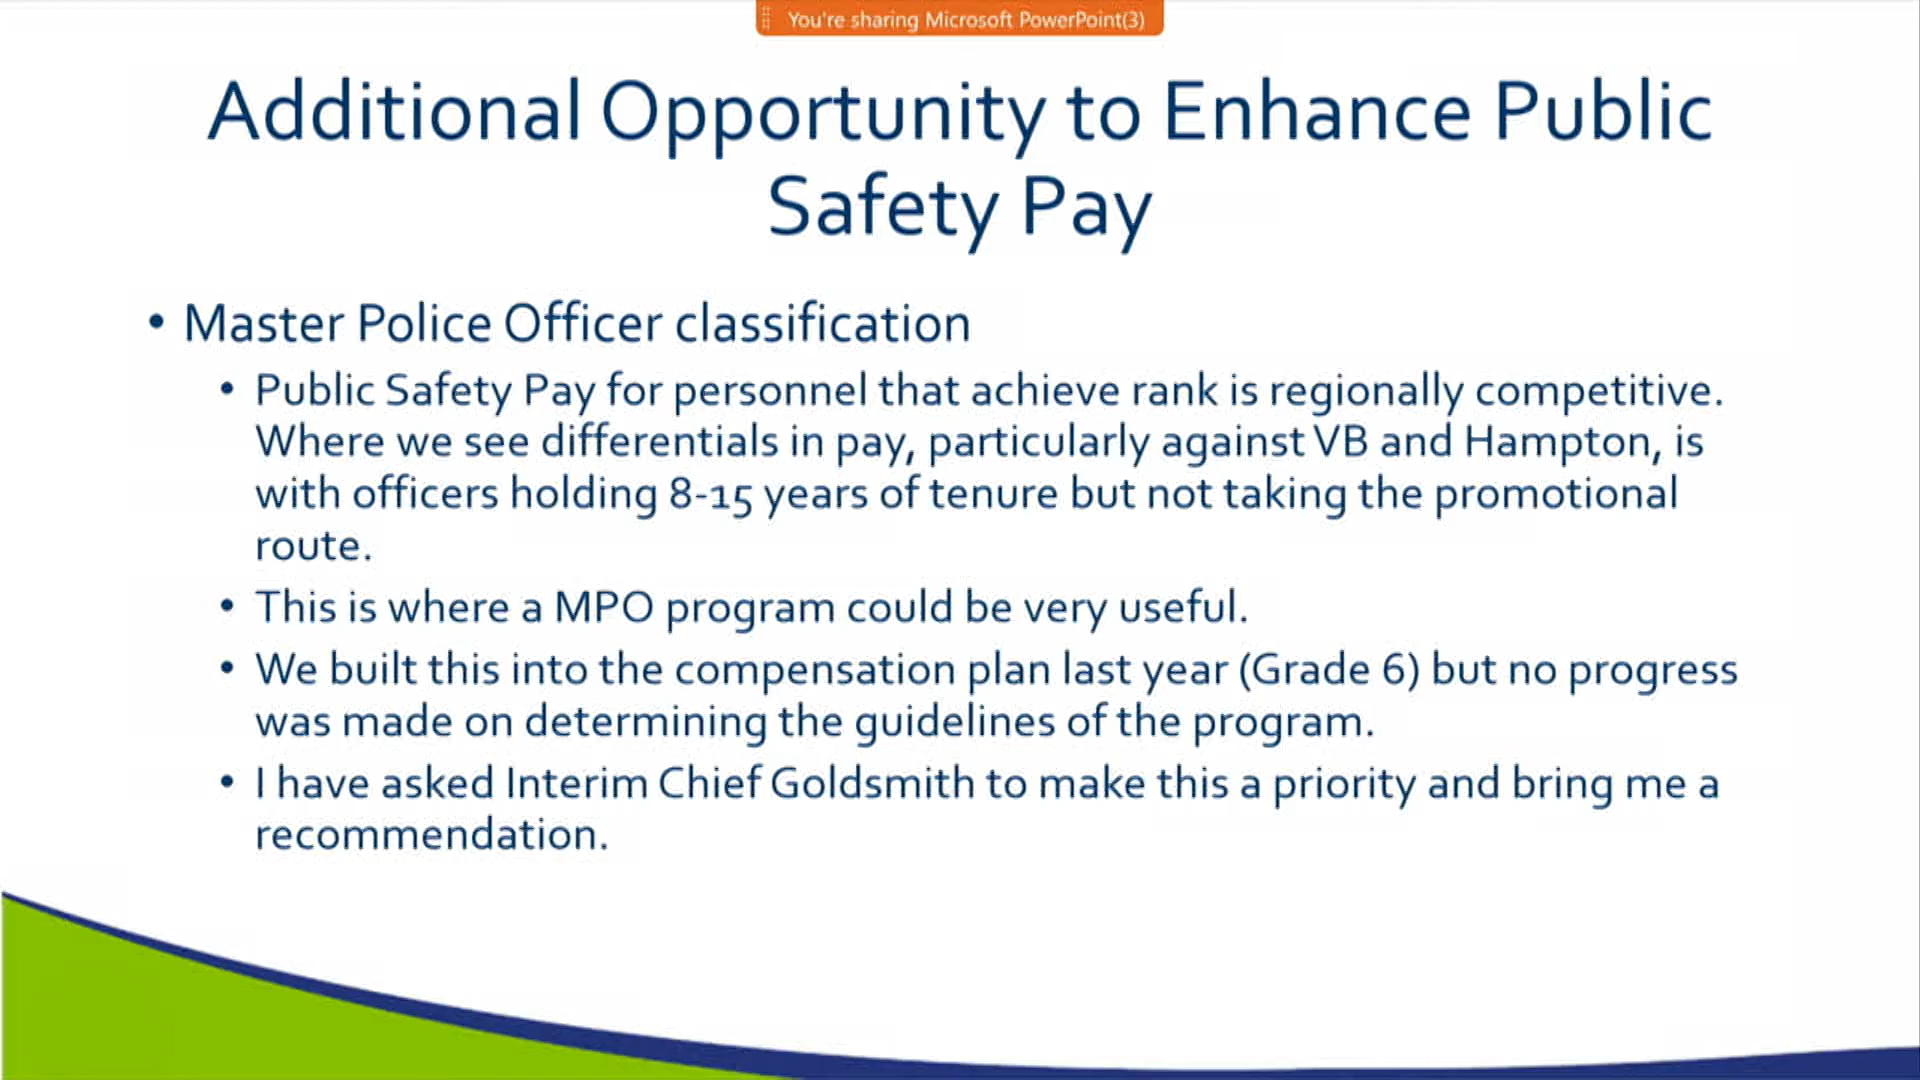 You're sharing Microsoft PowerPoint(3)
Additional Opportunity to Enhance Public
Safety Pay
• Master Police Officer classification
• Public Safety Pay for personnel that achieve rank is regionally competitive.
Where we see differentials in pay, particularly against VB and Hampton, is
with officers holding 8-15 years of tenure but not taking the promotional
route.
• This is where a MPO program could be very useful.
• We built this into the compensation plan last year (Grade 6) but no progress
was made on determining the guidelines of the program.
• I have asked Interim Chief Goldsmith to make this a priority and bring me a
recommendation.